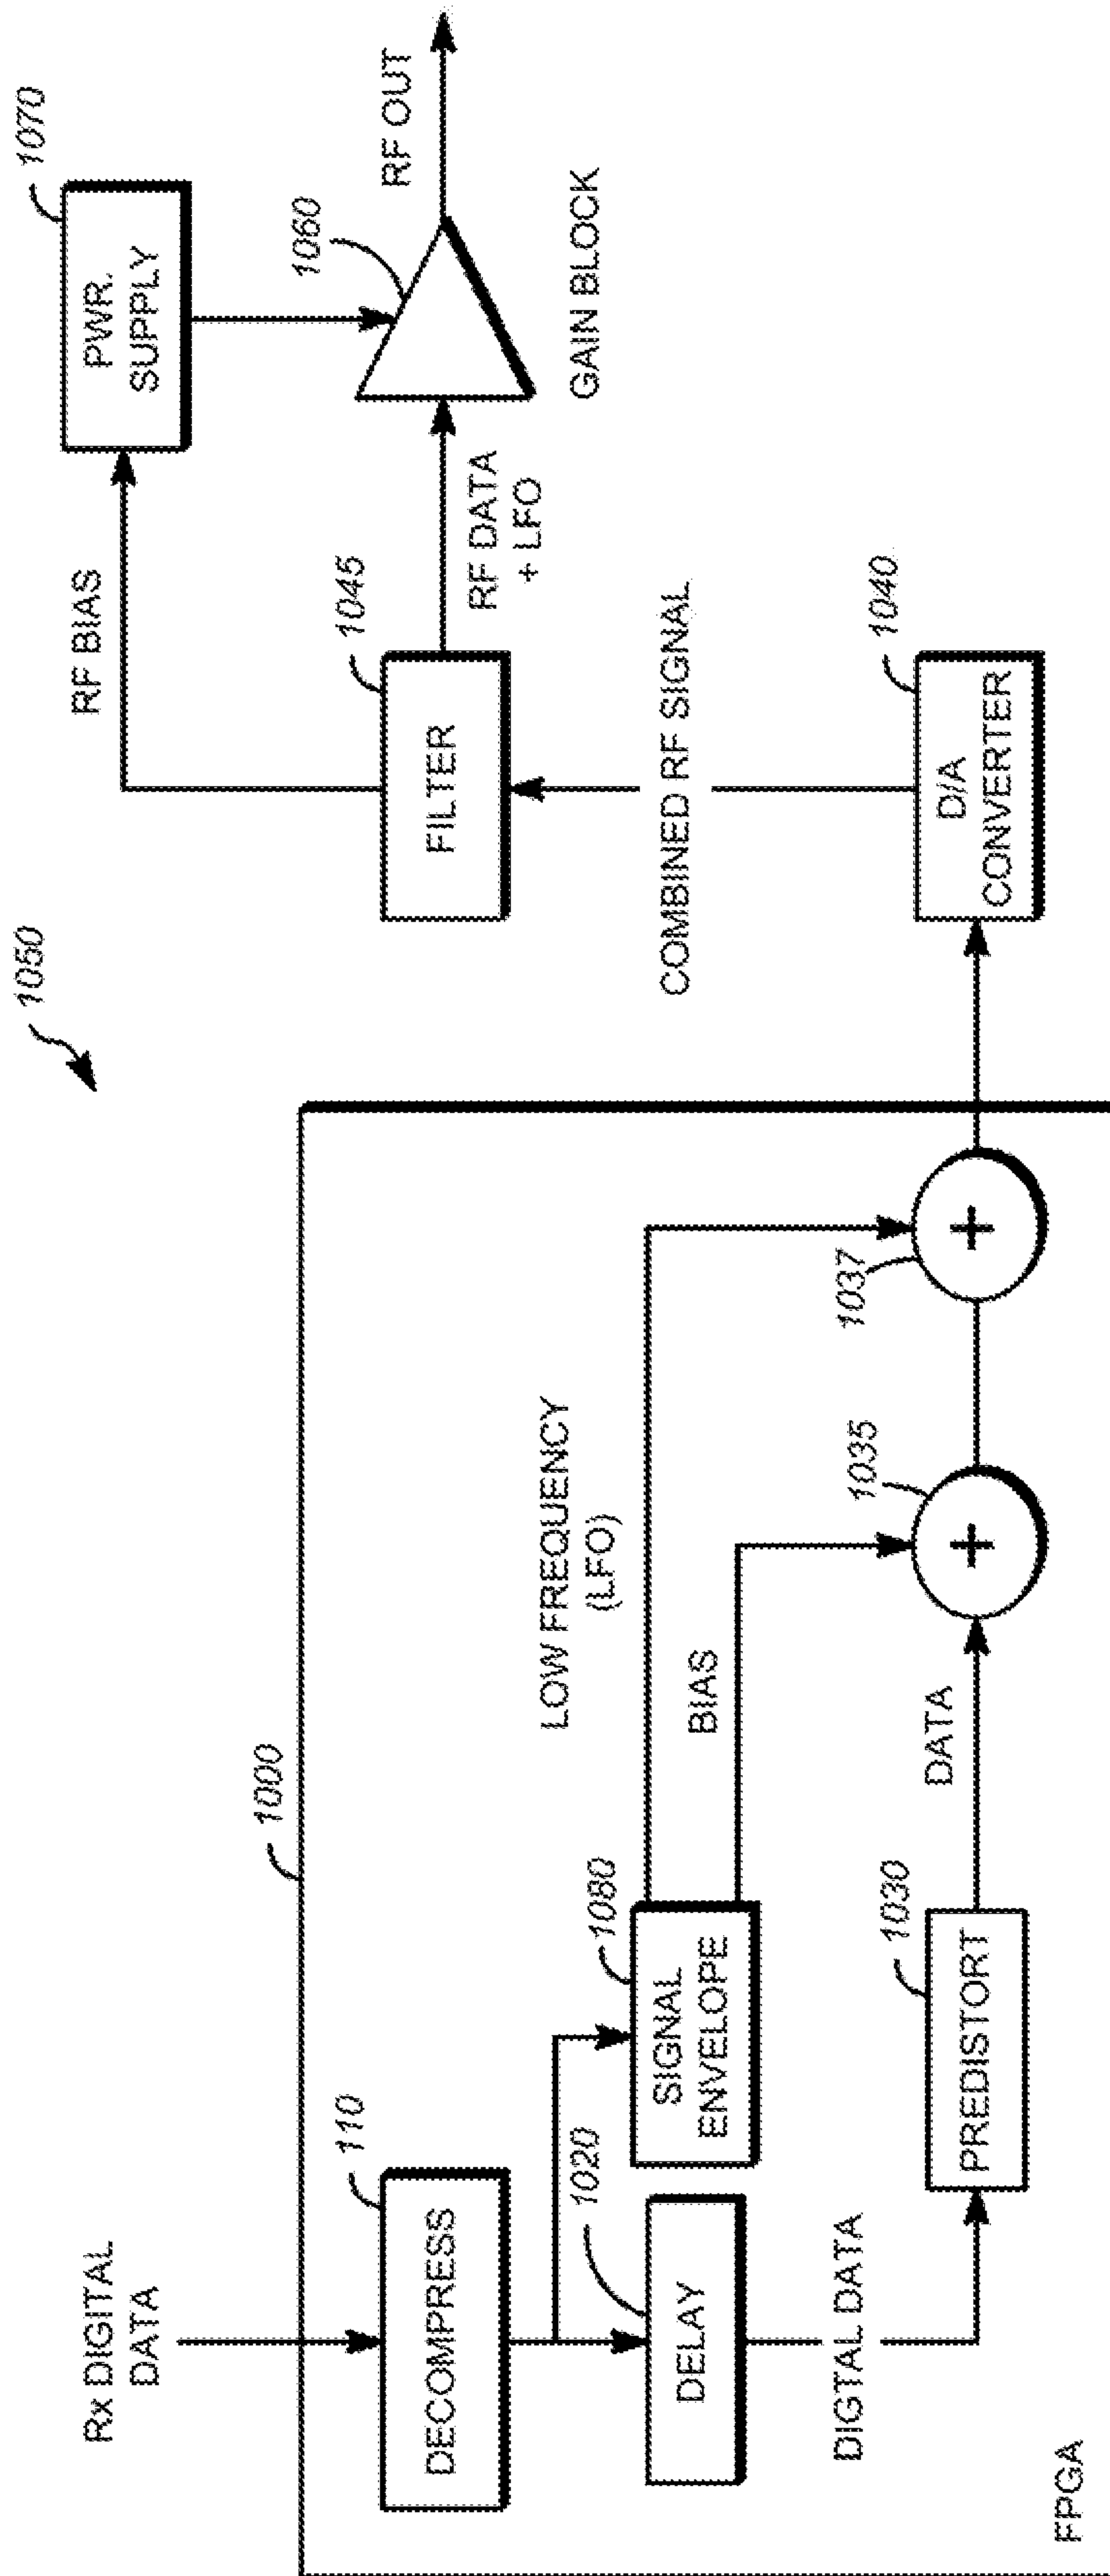 1050
1070
PWR.
SUPPLY
RF BIAS
1045
FILTER
1060
RF DATA
+ LFO
RF OUT
GAIN BLOCK
COMBINED RF SIGNAL
1040
D/A
CONVERTER
Rx DIGITAL
DATA
1000
110
DECOMPRESS
1020
DELAY
1080
SIGNAL
ENVELOPE
LOW FREQUENCY
(LFO)
BIAS
DIGTAL DATA
1030
PREDISTORT
DATA
1035
+
1037
+
FPGA